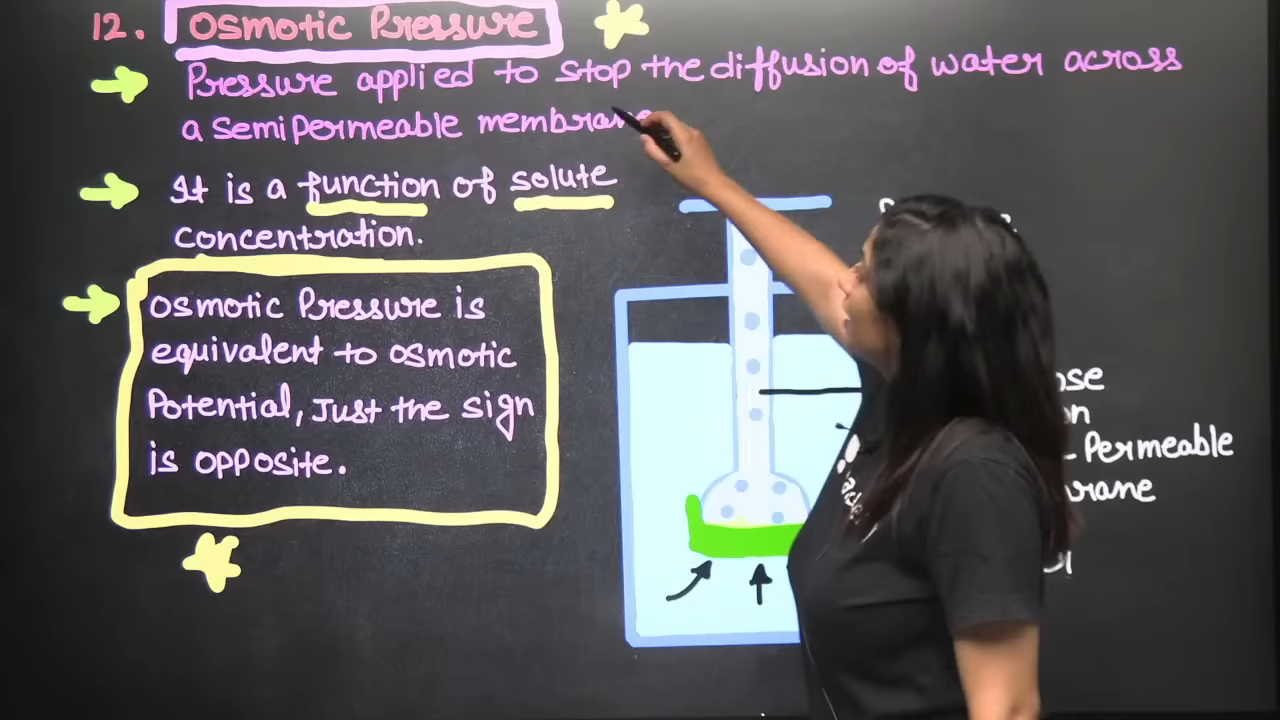 12. Osmotic Pressure
Pressure applied to stop the diffusion of water across
a semipermeable membrane
It is a function of solute
concentration.
Osmotic Pressure is
equivalent to osmotic
Potential, Just the sign
is opposite.
Permeable